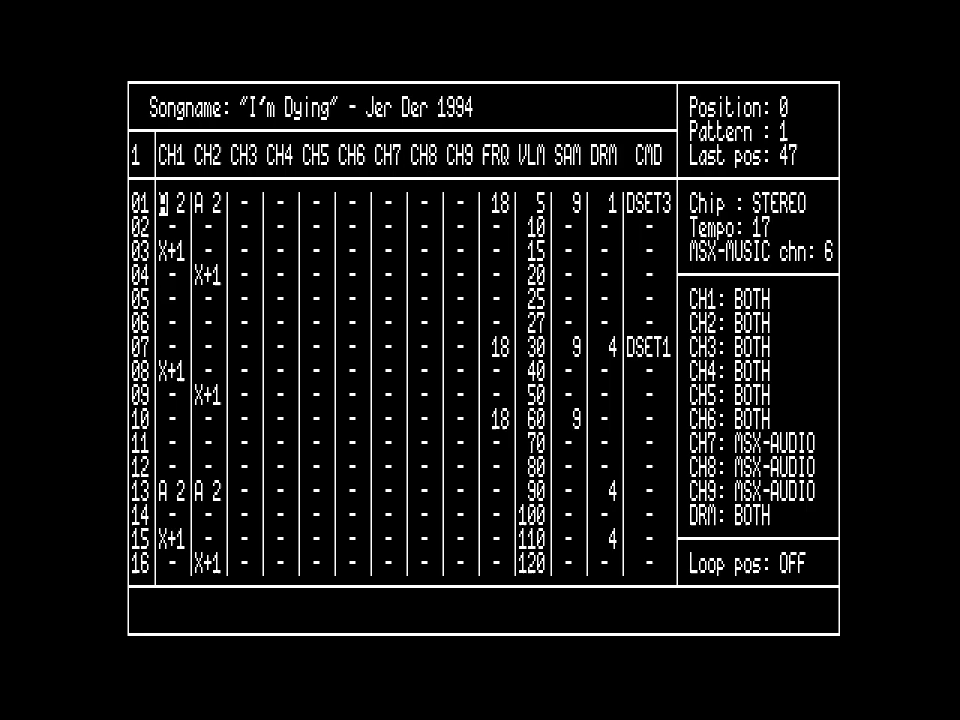 Songname: "I'm Dying" - Jer Der 1994
Position: 0
Pattern : 1
Last pos: 47
1 CH1 CH2 CH3 CH4 CH5 CH6 CH7 CH8 CH9 FRQ VLM SAM DRM CMD
01 A 2 A 2 - - - - - - - 18 5 9 1 DSET3
02 - - - - - - - - - - 10 - - -
03 X+1 - - - - - - - - - 15 - - -
04 - X+1 - - - - - - - - 20 - - -
05 - - - - - - - - - - 25 - - -
06 - - - - - - - - - - 27 - - -
07 - - - - - - - - - 18 30 9 4 DSET1
08 X+1 - - - - - - - - - 40 - - -
09 - X+1 - - - - - - - - 50 - - -
10 - - - - - - - - - 18 60 9 - -
11 - - - - - - - - - - 70 - - -
12 - - - - - - - - - - 80 - - -
13 A 2 A 2 - - - - - - - - 90 - 4 -
14 - - - - - - - - - - 100 - - -
15 X+1 - - - - - - - - - 110 - 4 -
16 - X+1 - - - - - - - - 120 - - -
Chip : STEREO
Tempo: 17
MSX-MUSIC chn: 6
CH1: BOTH
CH2: BOTH
CH3: BOTH
CH4: BOTH
CH5: BOTH
CH6: BOTH
CH7: MSX-AUDIO
CH8: MSX-AUDIO
CH9: MSX-AUDIO
DRM: BOTH
Loop pos: OFF